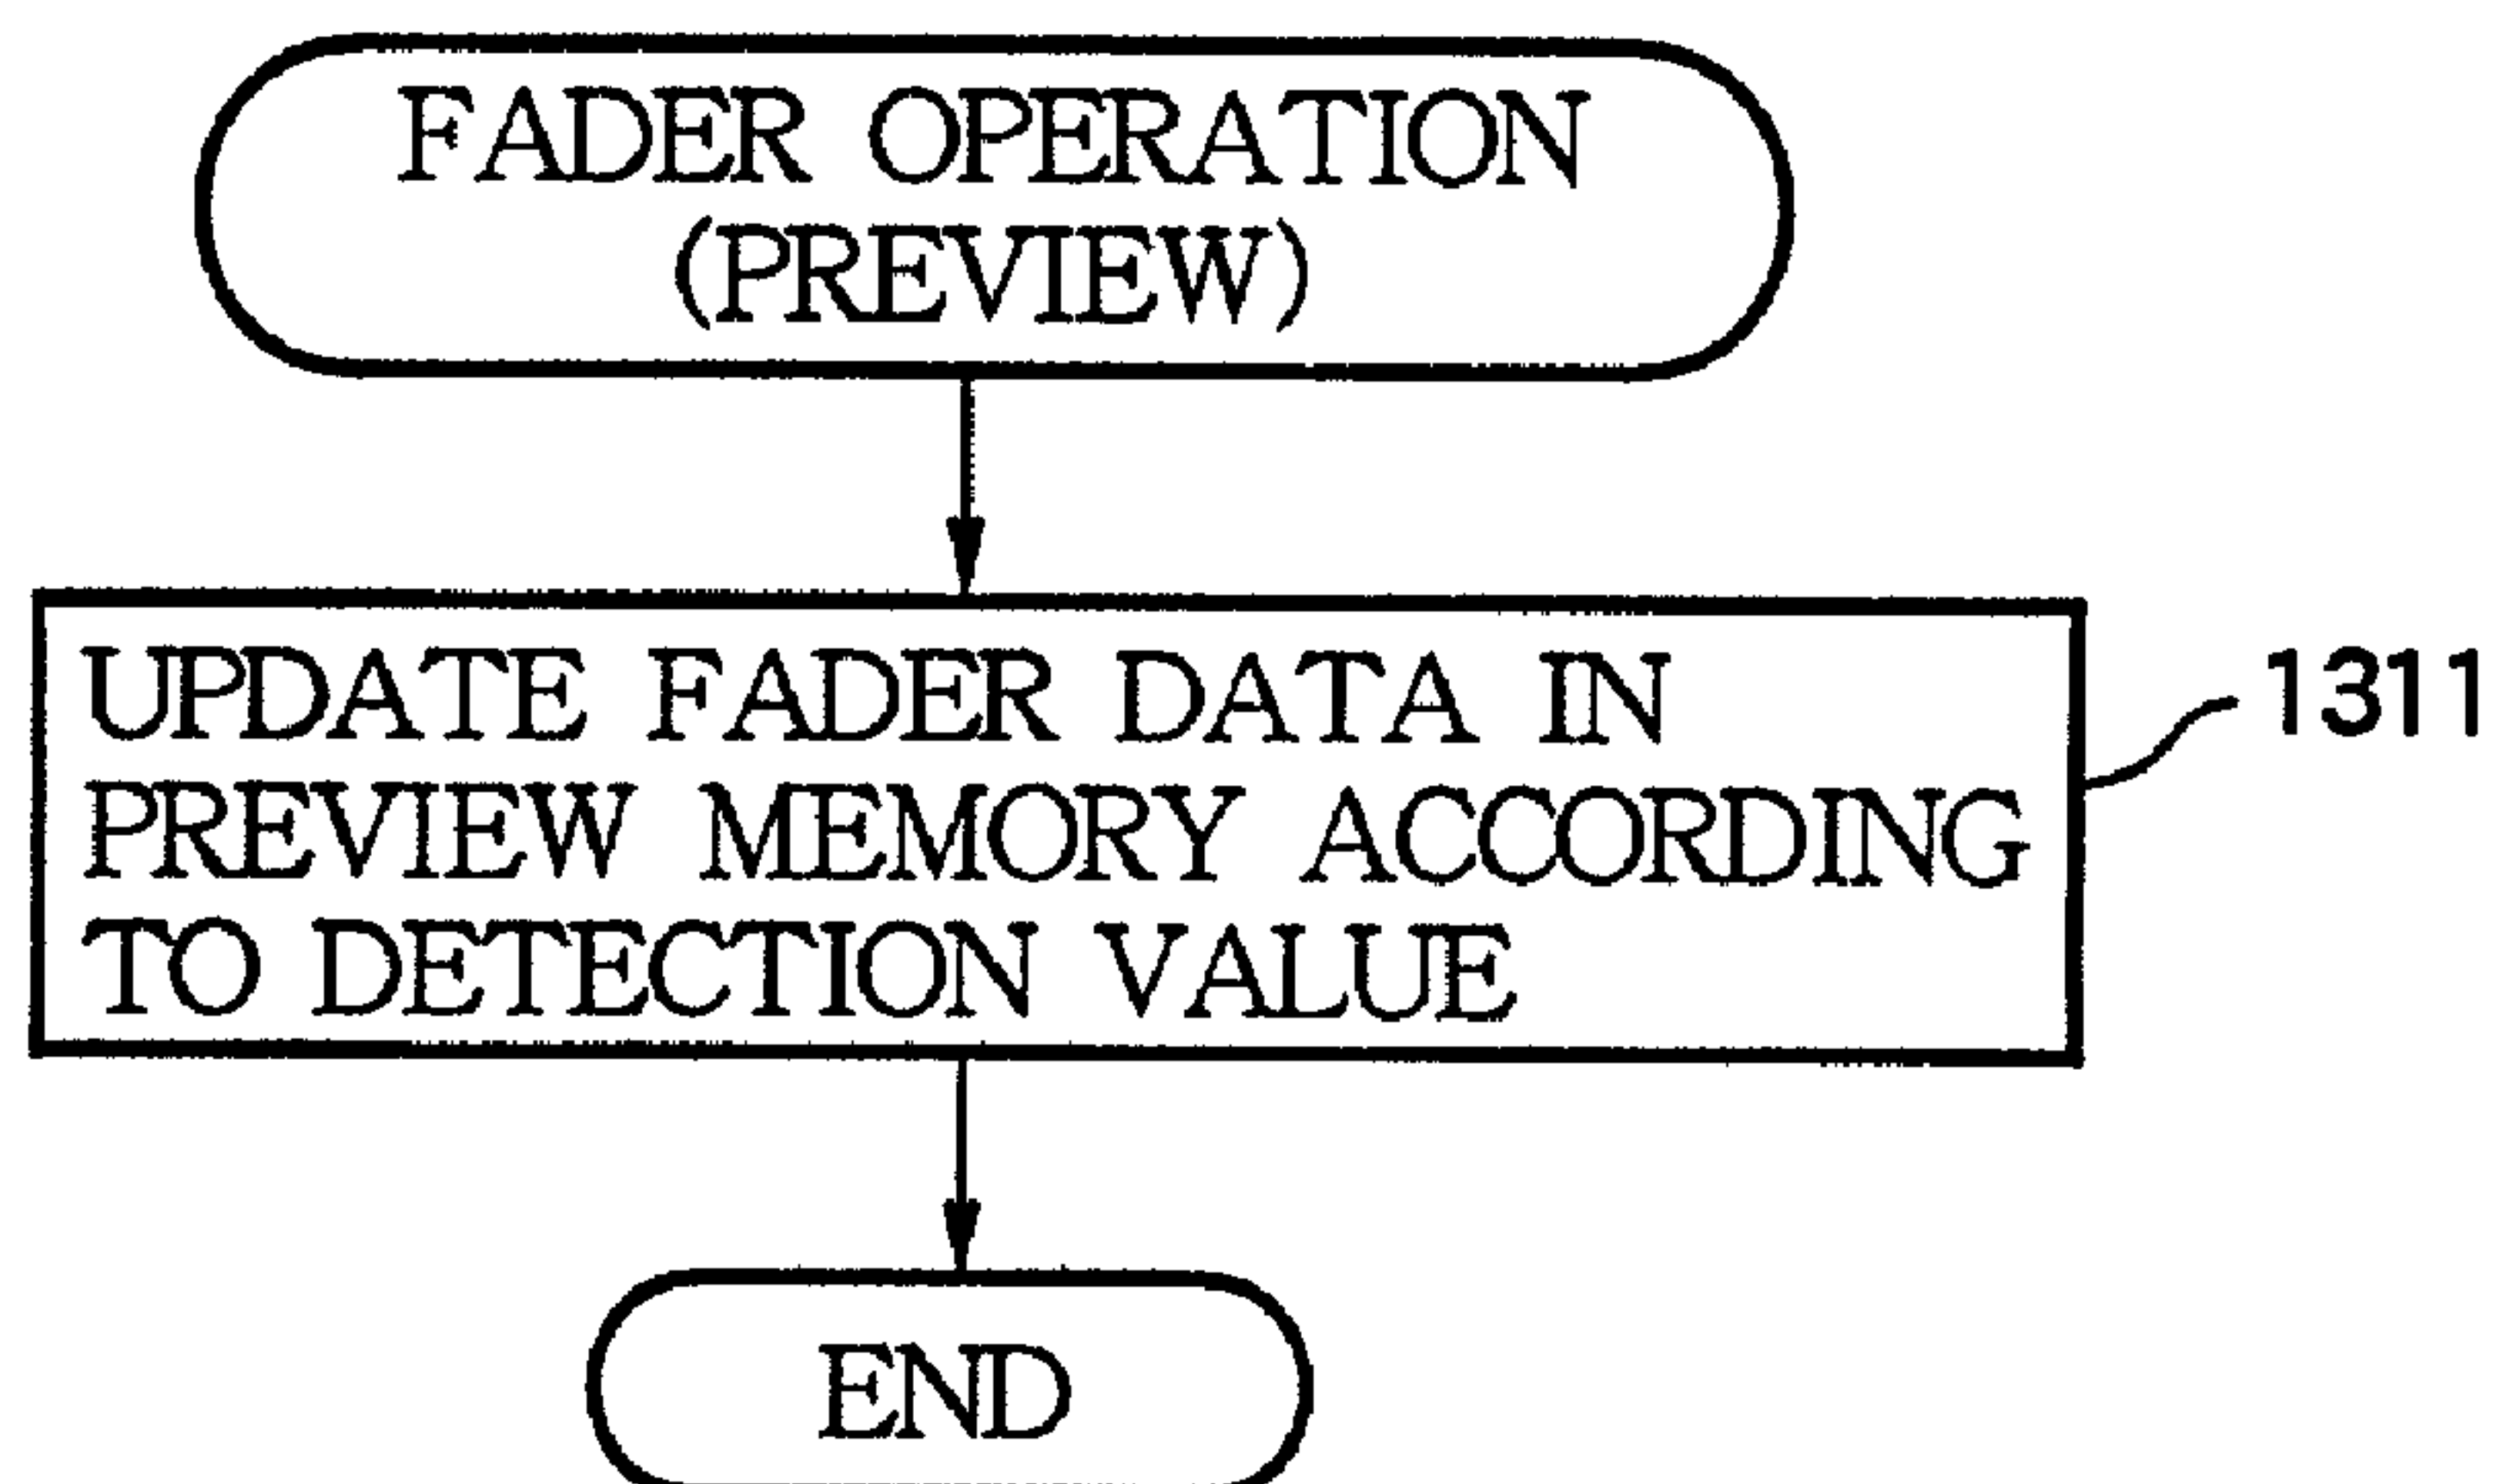 FADER OPERATION
(PREVIEW)
UPDATE FADER DATA IN
PREVIEW MEMORY ACCORDING
TO DETECTION VALUE
1311
END